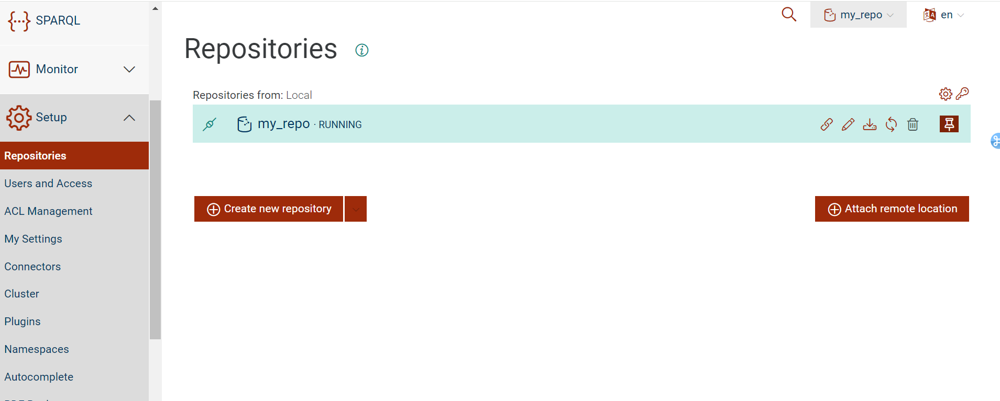 SPARQL
Monitor
Setup
Repositories
Users and Access
ACL Management
My Settings
Connectors
Cluster
Plugins
Namespaces
Autocomplete
my_repo
en
Repositories
Repositories from: Local
my_repo · RUNNING
Create new repository
Attach remote location